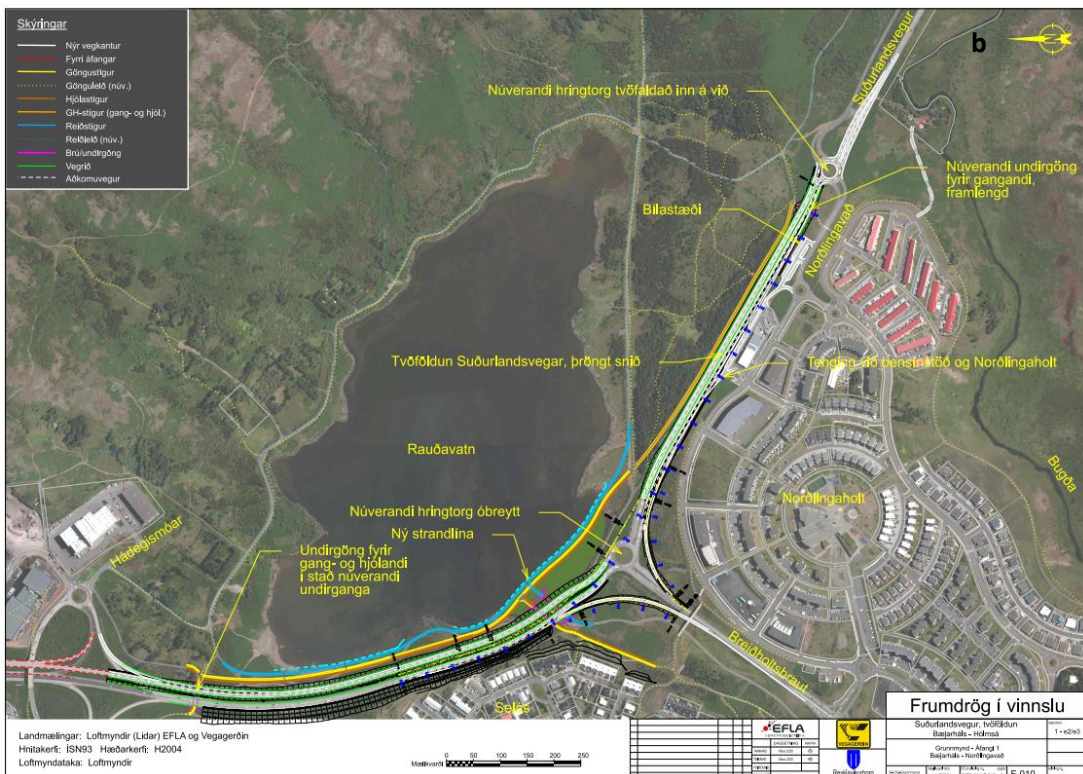 Skýringar
Nýr vegkantur
Fyrri áfangar
Göngustígur
Gönguleið (núv.)
Hjólastígur
GH-stígur (gang- og hjól.)
Reiðstígur
Reiðleið (núv.)
Brú/undirgöng
Vegrið
Aðkomuvegur
b
Suðurlandsvegur
Núverandi hringtorg tvöfaldað inn á við
Núverandi undirgöng
fyrir gangandi,
framlengd
Bílastæði
Norðlingavað
Tvöföldun Suðurlandsvegar, þröngt snið
Tenging við bensínstöð og Norðlingaholt
Rauðavatn
Bugða
Norðlingaholt
Núverandi hringtorg óbreytt
Ný strandlína
Hádegismóar
Undirgöng fyrir
gang- og hjólandi
í stað núverandi
undirganga
Breiðholtsbraut
Selás
Landmælingar: Loftmyndir (Lidar) EFLA og Vegagerðin
Hnitakerfi: ÍSN93 Hæðarkerfi: H2004
Loftmyndataka: Loftmyndir
Mælikvarði
0 50 100 150 200 250
EFLA
VEGAGERÐIN
Reykjavíkurborg
Frumdrög í vinnslu
Suðurlandsvegur, tvöföldun
Bæjarháls - Hólmsá
Grunnmynd - Áfangi 1
Bæjarháls - Norðlingavað